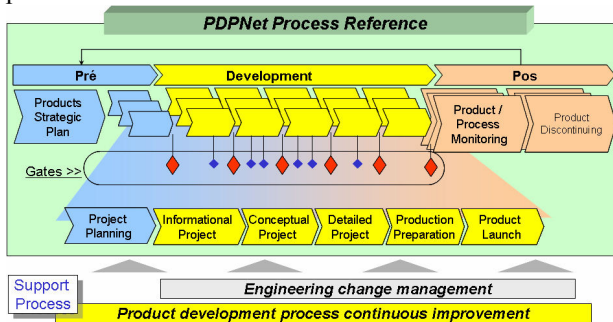 PDPNet Process Reference
Pré
Development
Pos
Products
Strategic
Plan
Product /
Process
Monitoring
Product
Discontinuing
Gates >>
Project
Planning
Informational
Project
Conceptual
Project
Detailed
Project
Production
Preparation
Product
Launch
Support
Process
Engineering change management
Product development process continuous improvement